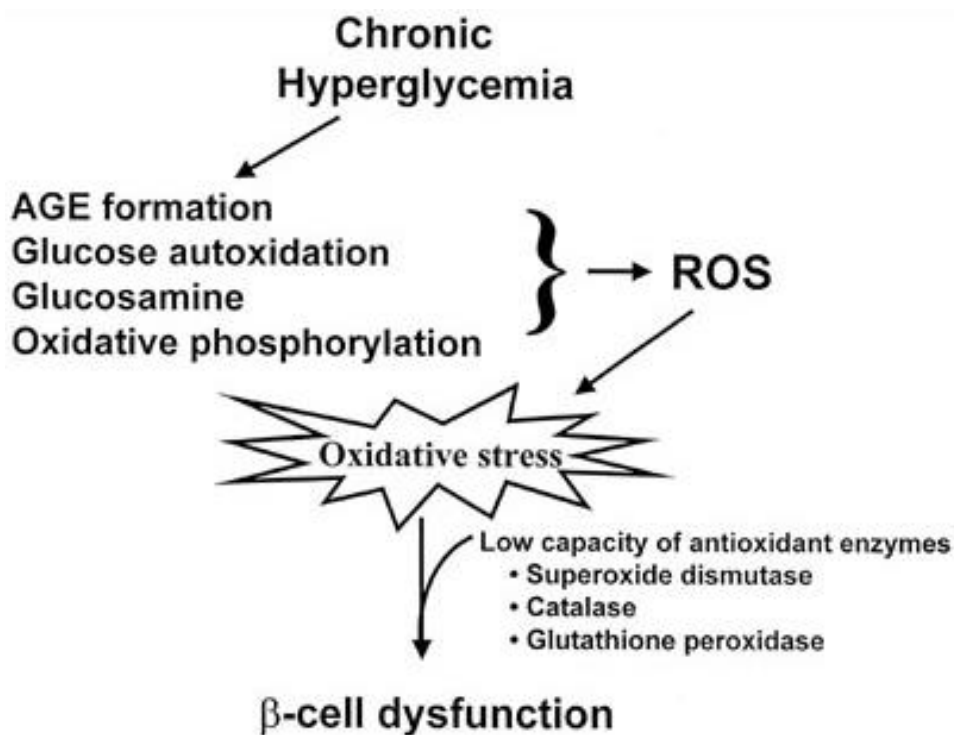 Chronic
Hyperglycemia
AGE formation
Glucose autoxidation
Glucosamine
Oxidative phosphorylation
} 
ROS
Oxidative stress
Low capacity of antioxidant enzymes
• Superoxide dismutase
• Catalase
• Glutathione peroxidase
β-cell dysfunction